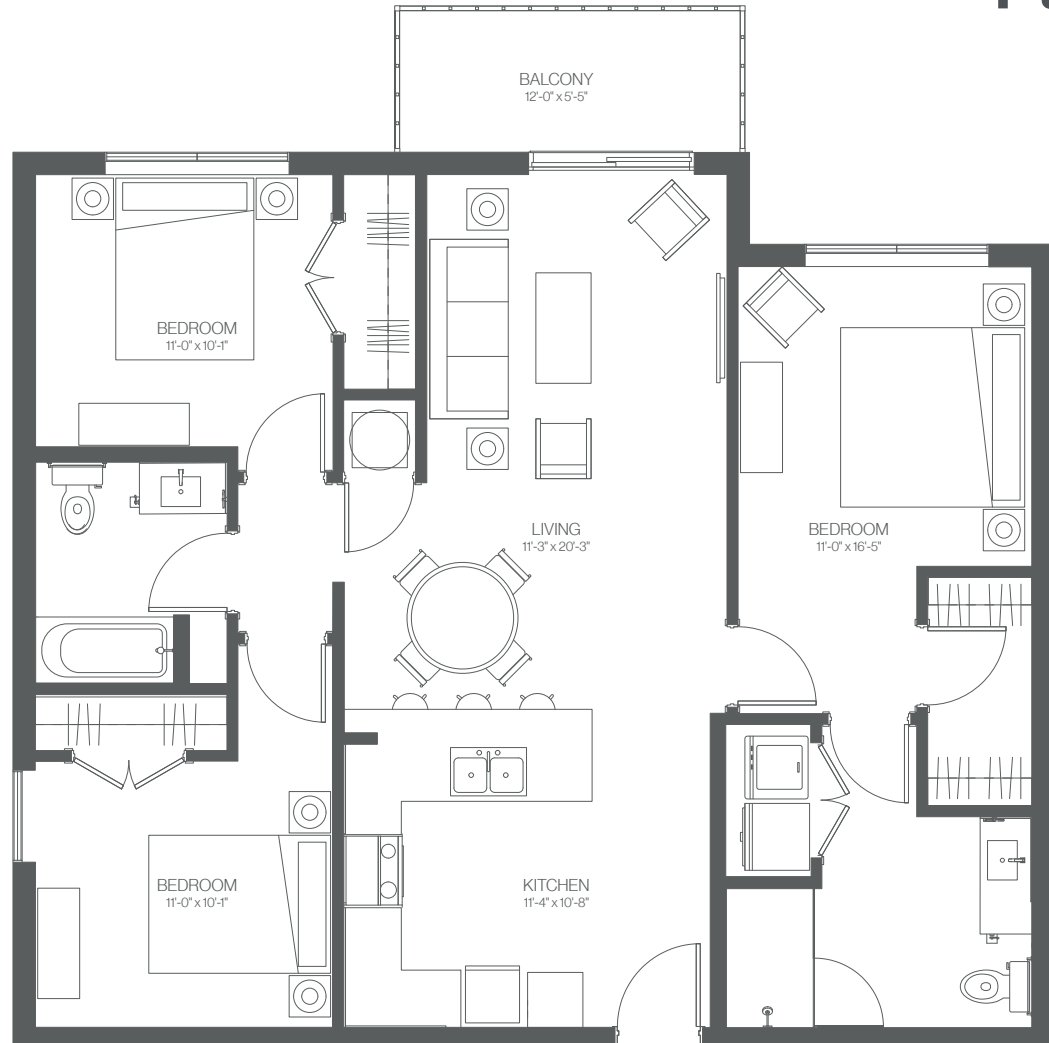 BALCONY
12'-0" x 5'-5"
BEDROOM
11'-0" x 10'-1"
LIVING
11'-3" x 20'-3"
BEDROOM
11'-0" x 16'-5"
BEDROOM
11'-0" x 10'-1"
KITCHEN
11'-4" x 10'-8"